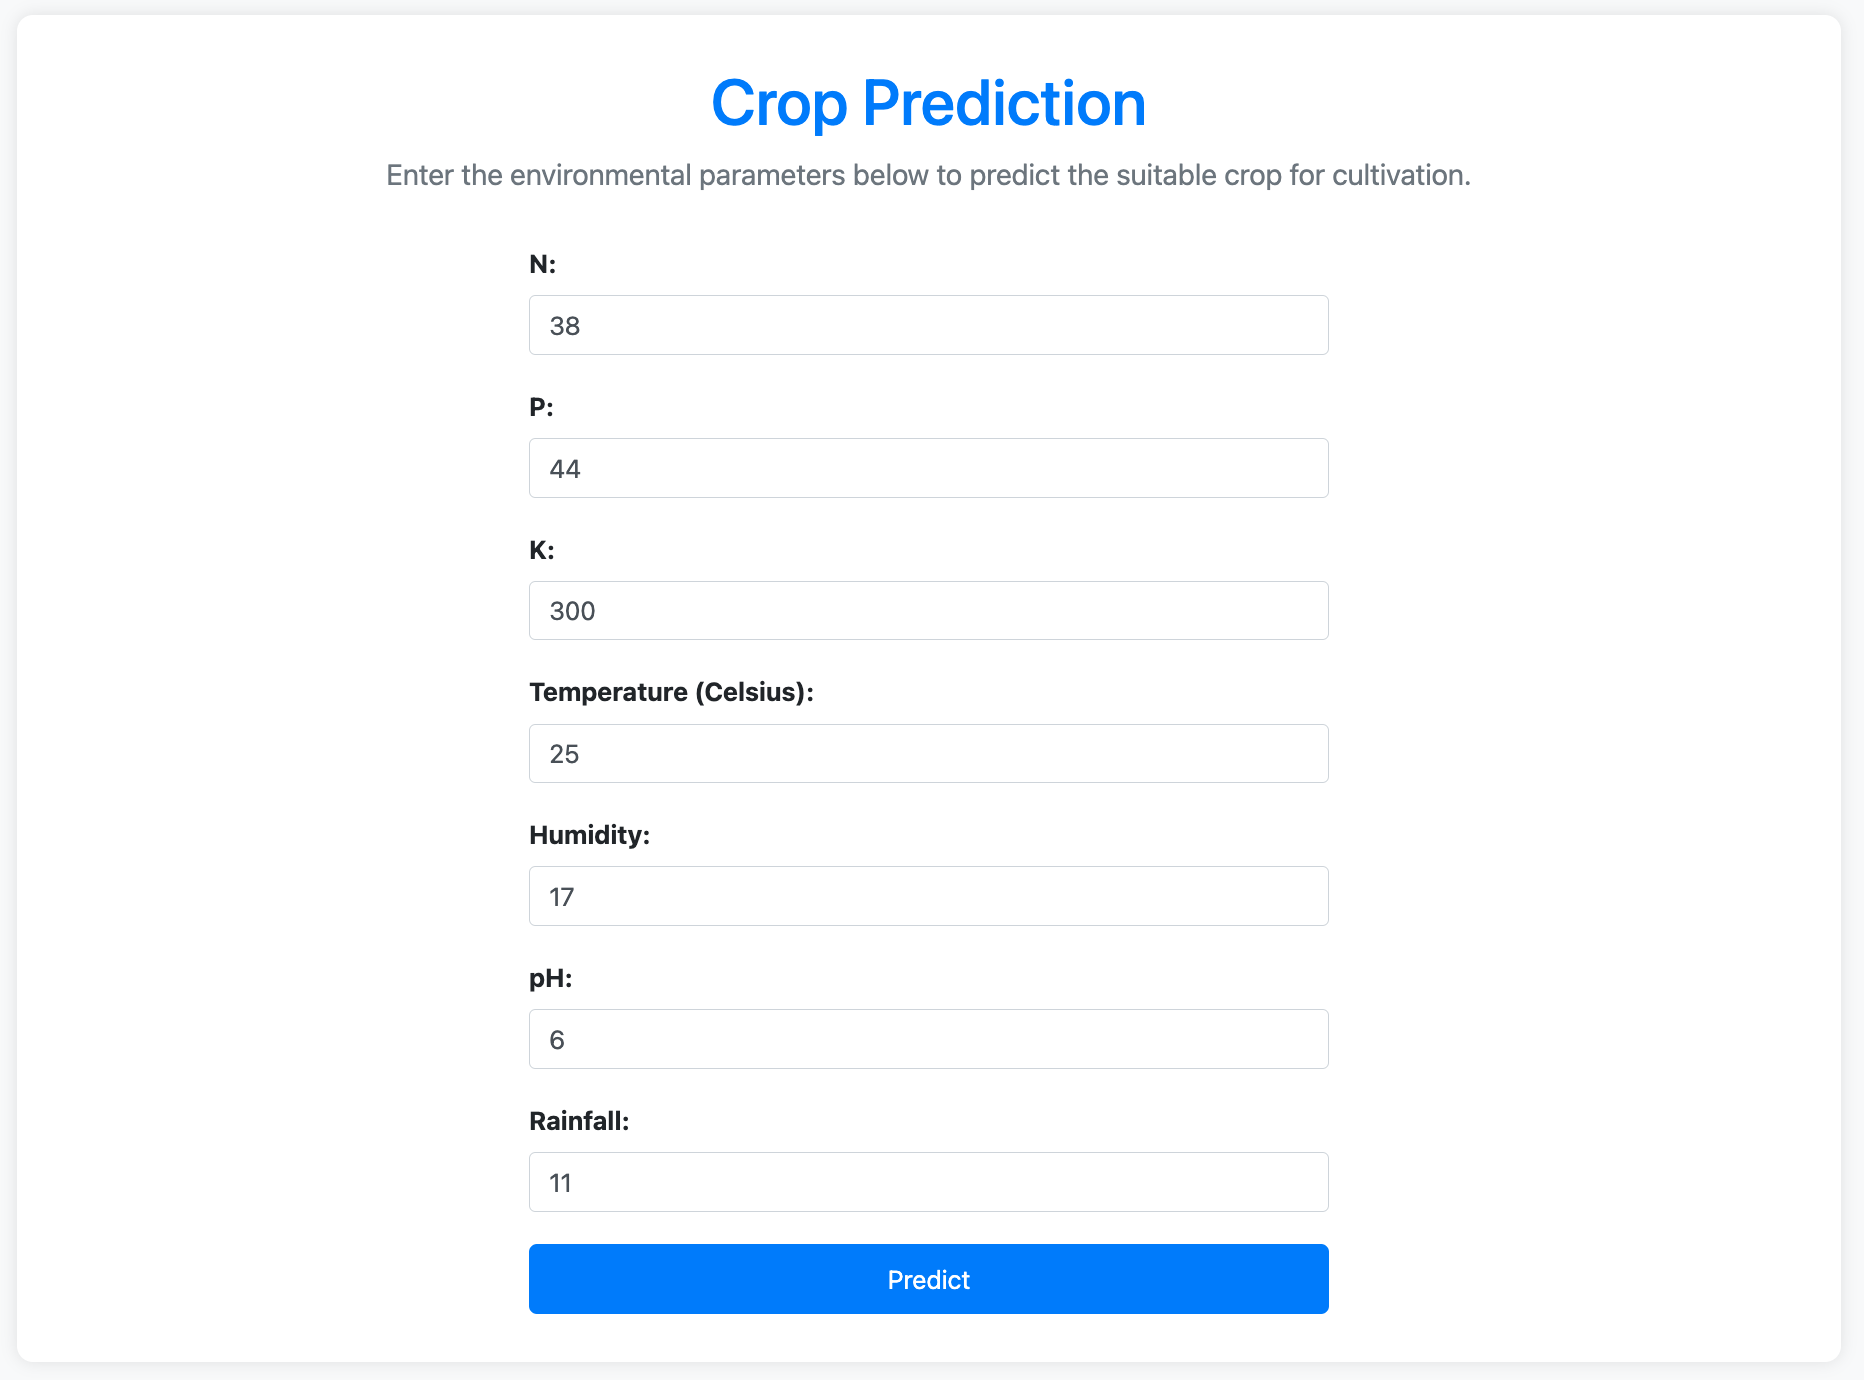 Crop Prediction
Enter the environmental parameters below to predict the suitable crop for cultivation.
N:
38
P:
44
K:
300
Temperature (Celsius):
25
Humidity:
17
pH:
6
Rainfall:
11
Predict